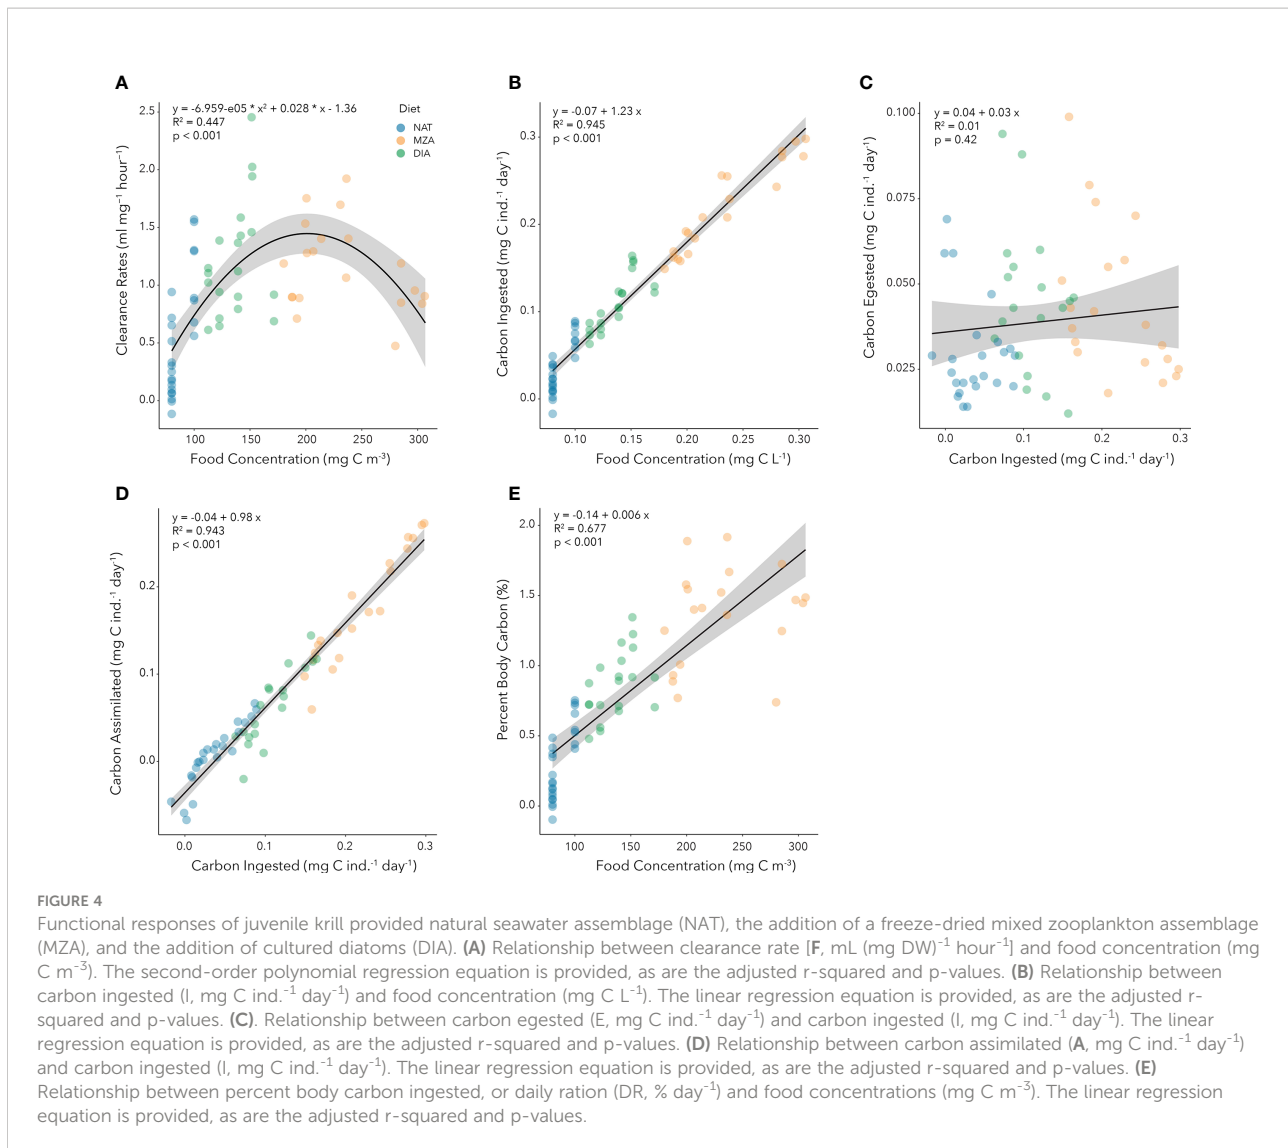 A
y = -6.959-e05 * x² + 0.028 * x - 1.36
R² = 0.447
p < 0.001
Diet
NAT
MZA
DIA
2.5
2.0
1.5
1.0
0.5
0.0
Clearance Rates (ml mg⁻¹ hour⁻¹)
100 150 200 250 300
Food Concentration (mg C m⁻³)
B
y = -0.07 + 1.23 x
R² = 0.945
p < 0.001
0.3
0.2
0.1
0.0
Carbon Ingested (mg C ind.⁻¹ day⁻¹)
0.10 0.15 0.20 0.25 0.30
Food Concentration (mg C L⁻¹)
C
y = 0.04 + 0.03 x
R² = 0.01
p = 0.42
0.100
0.075
0.050
0.025
Carbon Egested (mg C ind.⁻¹ day⁻¹)
0.0 0.1 0.2 0.3
Carbon Ingested (mg C ind.⁻¹ day⁻¹)
D
y = -0.04 + 0.98 x
R² = 0.943
p < 0.001
0.2
0.1
0.0
Carbon Assimilated (mg C ind.⁻¹ day⁻¹)
0.0 0.1 0.2 0.3
Carbon Ingested (mg C ind.⁻¹ day⁻¹)
E
y = -0.14 + 0.006 x
R² = 0.677
p < 0.001
2.0
1.5
1.0
0.5
0.0
Percent Body Carbon (%)
100 150 200 250 300
Food Concentration (mg C m⁻³)
FIGURE 4
Functional responses of juvenile krill provided natural seawater assemblage (NAT), the addition of a freeze-dried mixed zooplankton assemblage
(MZA), and the addition of cultured diatoms (DIA). (A) Relationship between clearance rate [F, mL (mg DW)⁻¹ hour⁻¹] and food concentration (mg
C m⁻³). The second-order polynomial regression equation is provided, as are the adjusted r-squared and p-values. (B) Relationship between
carbon ingested (I, mg C ind.⁻¹ day⁻¹) and food concentration (mg C L⁻¹). The linear regression equation is provided, as are the adjusted r-
squared and p-values. (C). Relationship between carbon egested (E, mg C ind.⁻¹ day⁻¹) and carbon ingested (I, mg C ind.⁻¹ day⁻¹). The linear
regression equation is provided, as are the adjusted r-squared and p-values. (D) Relationship between carbon assimilated (A, mg C ind.⁻¹ day⁻¹)
and carbon ingested (I, mg C ind.⁻¹ day⁻¹). The linear regression equation is provided, as are the adjusted r-squared and p-values. (E)
Relationship between percent body carbon ingested, or daily ration (DR, % day⁻¹) and food concentrations (mg C m⁻³). The linear regression
equation is provided, as are the adjusted r-squared and p-values.